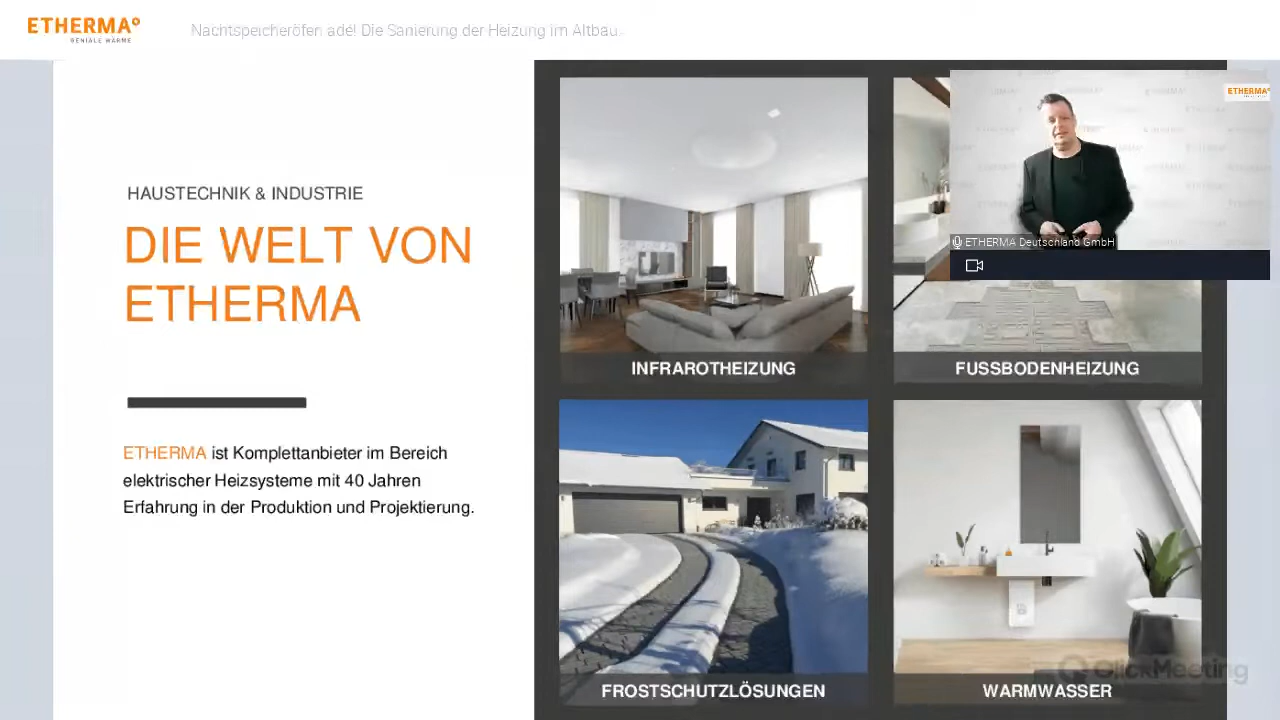 ETHERMA°
GENIALE WÄRME
Nachtspeicheröfen adé! Die Sanierung der Heizung im Altbau.
HAUSTECHNIK & INDUSTRIE
DIE WELT VON
ETHERMA
ETHERMA ist Komplettanbieter im Bereich
elektrischer Heizsysteme mit 40 Jahren
Erfahrung in der Produktion und Projektierung.
ETHERMA°
ETHERMA Deutschland GmbH
INFRAROTHEIZUNG
FUSSBODENHEIZUNG
FROSTSCHUTZLÖSUNGEN
WARMWASSER
ClickMeeting